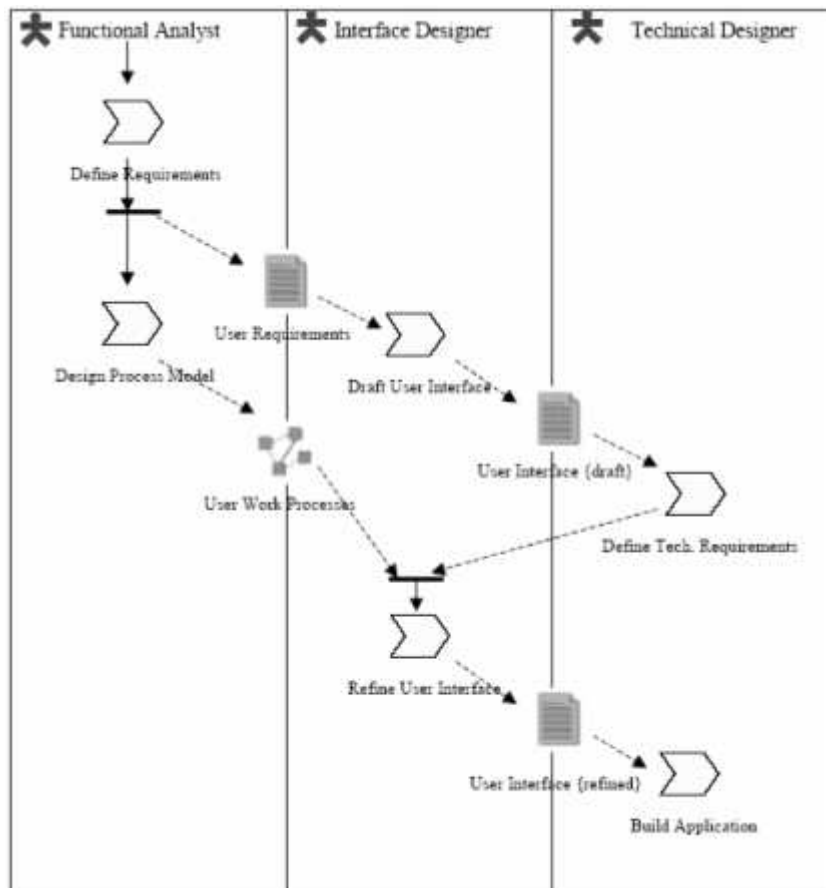 Functional Analyst
Interface Designer
Technical Designer
Define Requirements
User Requirements
Design Process Model
Draft User Interface
User Interface (draft)
User Work Processes
Define Tech. Requirements
Refine User Interface
User Interface (refined)
Build Application